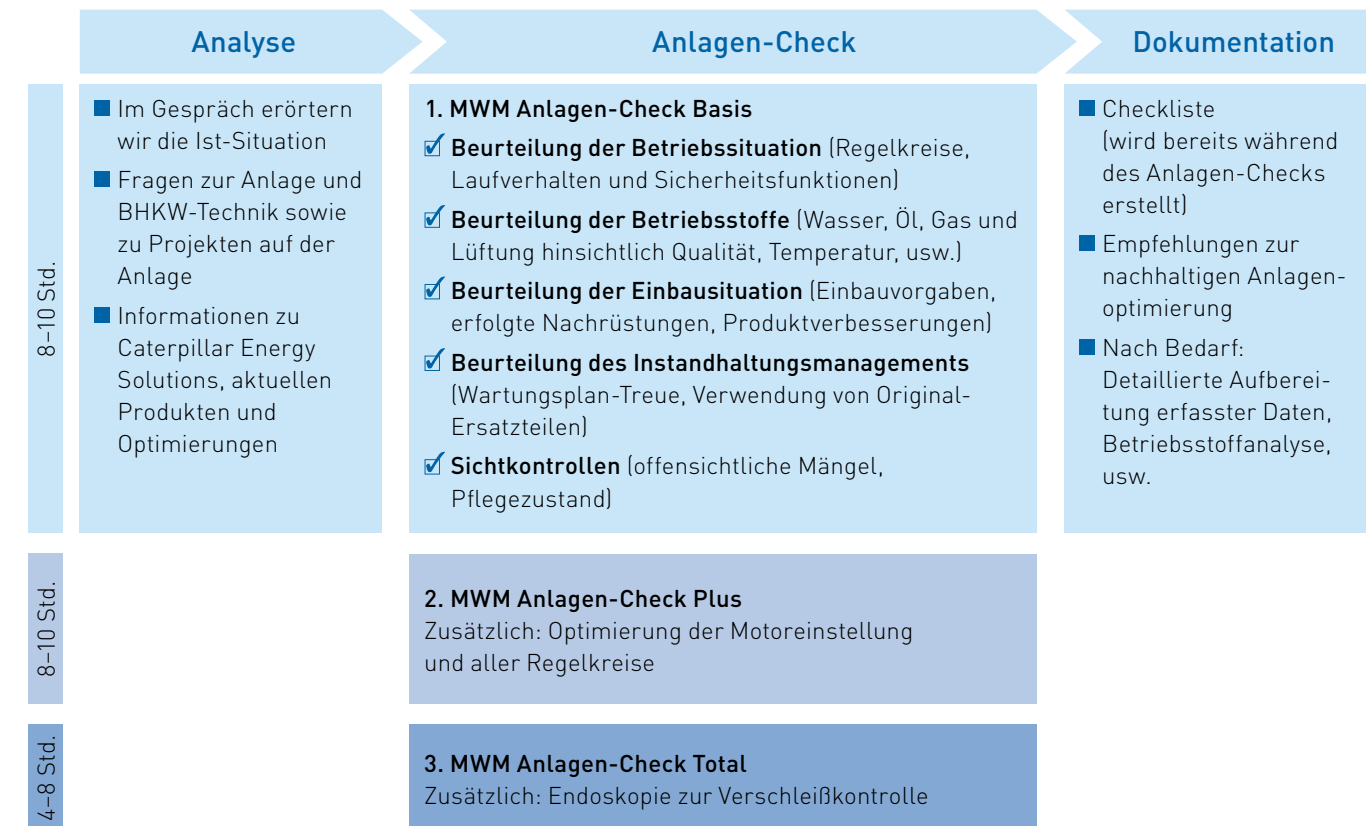 Analyse
Anlagen-Check
Dokumentation
8–10 Std.
Im Gespräch erörtern
wir die Ist-Situation
Fragen zur Anlage und
BHKW-Technik sowie
zu Projekten auf der
Anlage
Informationen zu
Caterpillar Energy
Solutions, aktuellen
Produkten und
Optimierungen
1. MWM Anlagen-Check Basis
Beurteilung der Betriebssituation (Regelkreise,
Laufverhalten und Sicherheitsfunktionen)
Beurteilung der Betriebsstoffe (Wasser, Öl, Gas und
Lüftung hinsichtlich Qualität, Temperatur, usw.)
Beurteilung der Einbausituation (Einbauvorgaben,
erfolgte Nachrüstungen, Produktverbesserungen)
Beurteilung des Instandhaltungsmanagements
(Wartungsplan-Treue, Verwendung von Original-
Ersatzteilen)
Sichtkontrollen (offensichtliche Mängel,
Pflegezustand)
Checkliste
(wird bereits während
des Anlagen-Checks
erstellt)
Empfehlungen zur
nachhaltigen Anlagen-
optimierung
Nach Bedarf:
Detaillierte Aufberei-
tung erfasster Daten,
Betriebsstoffanalyse,
usw.
8–10 Std.
2. MWM Anlagen-Check Plus
Zusätzlich: Optimierung der Motoreinstellung
und aller Regelkreise
4–8 Std.
3. MWM Anlagen-Check Total
Zusätzlich: Endoskopie zur Verschleißkontrolle